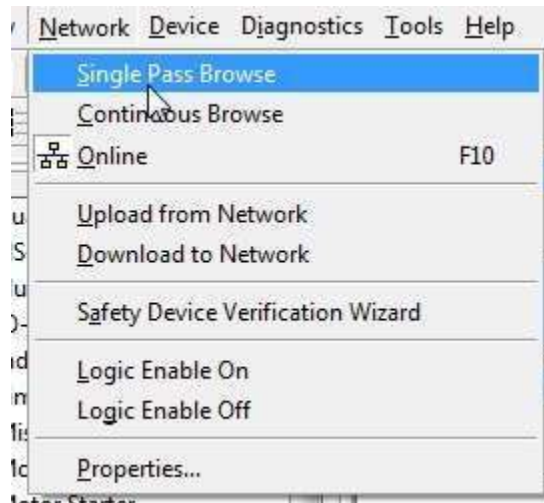 Network Device Diagnostics Tools Help
Single Pass Browse
Continuous Browse
Online F10
Upload from Network
Download to Network
Safety Device Verification Wizard
Logic Enable On
Logic Enable Off
Properties...